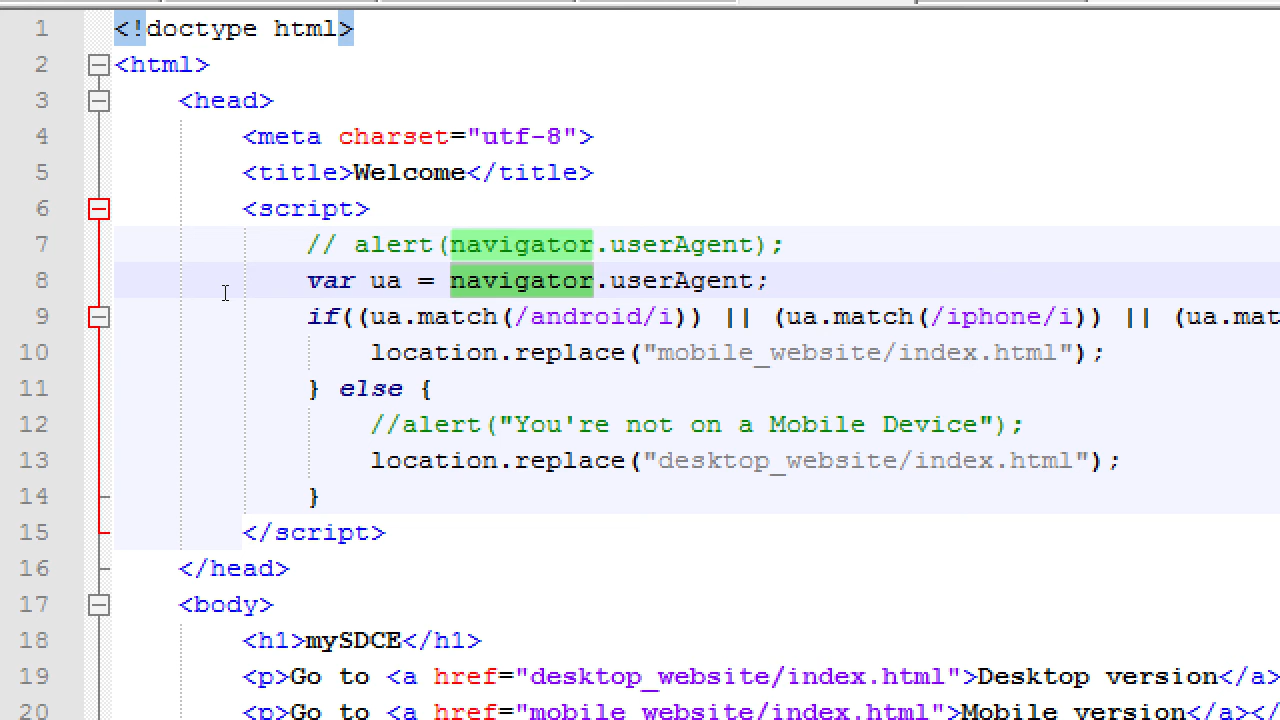 1 <!doctype html>
2 <html>
3 <head>
4 <meta charset="utf-8">
5 <title>Welcome</title>
6 <script>
7 // alert(navigator.userAgent);
8 var ua = navigator.userAgent;
9 if((ua.match(/android/i)) || (ua.match(/iphone/i)) || (ua.mat
10 location.replace("mobile_website/index.html");
11 } else {
12 //alert("You're not on a Mobile Device");
13 location.replace("desktop_website/index.html");
14 }
15 </script>
16 </head>
17 <body>
18 <h1>mySDCE</h1>
19 <p>Go to <a href="desktop_website/index.html">Desktop version</a>
20 <p>Go to <a href="mobile_website/index.html">Mobile version</a></